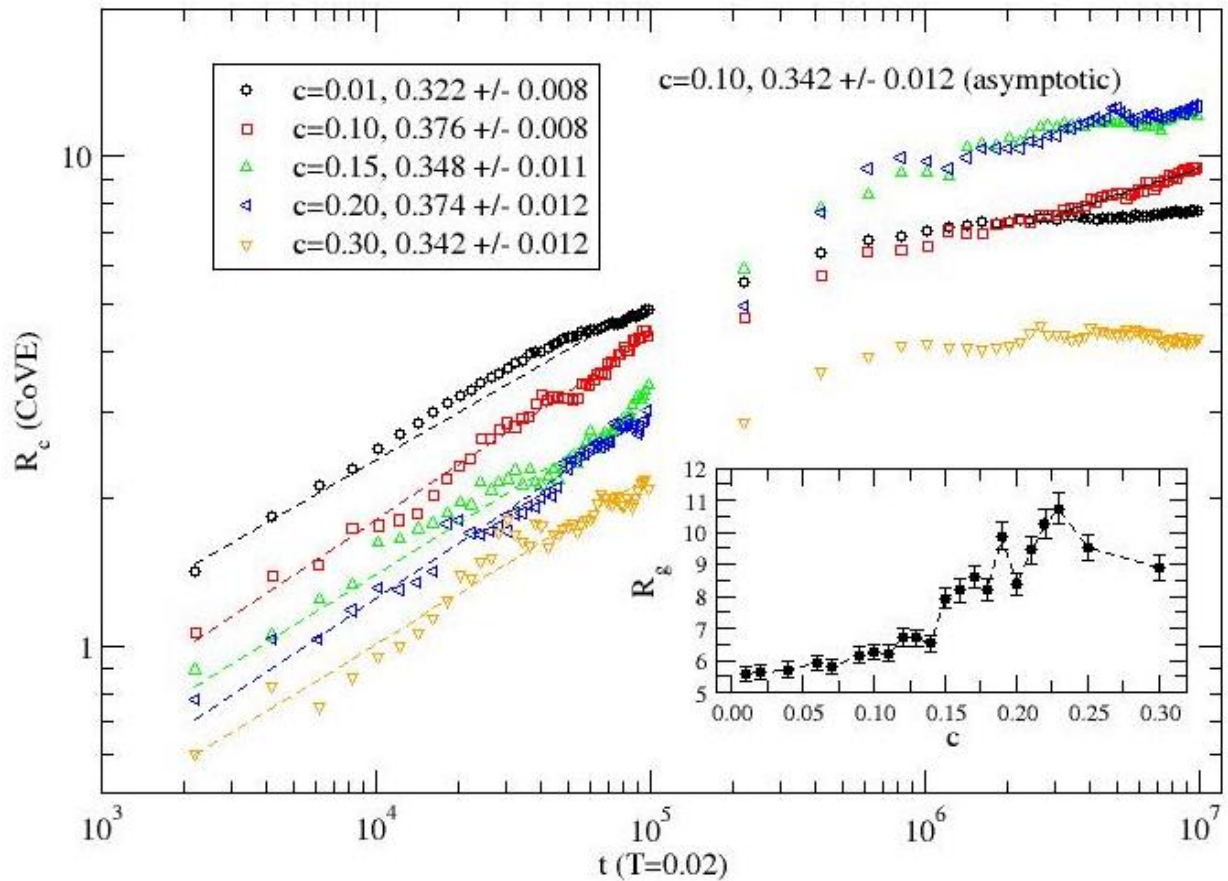 c=0.01, 0.322 +/- 0.008
c=0.10, 0.376 +/- 0.008
c=0.15, 0.348 +/- 0.011
c=0.20, 0.374 +/- 0.012
c=0.30, 0.342 +/- 0.012
c=0.10, 0.342 +/- 0.012 (asymptotic)
10
1
R_c (CoVE)
12
11
10
9
8
7
6
5
R_g
0.00 0.05 0.10 0.15 0.20 0.25 0.30
c
10^3 10^4 10^5 10^6 10^7
t (T=0.02)